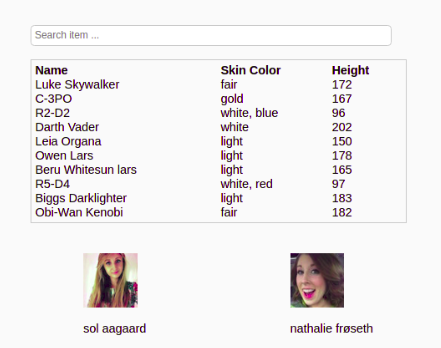 Search item ...
Name Skin Color Height
Luke Skywalker fair 172
C-3PO gold 167
R2-D2 white, blue 96
Darth Vader white 202
Leia Organa light 150
Owen Lars light 178
Beru Whitesun lars light 165
R5-D4 white, red 97
Biggs Darklighter light 183
Obi-Wan Kenobi fair 182
sol aagaard nathalie frøseth